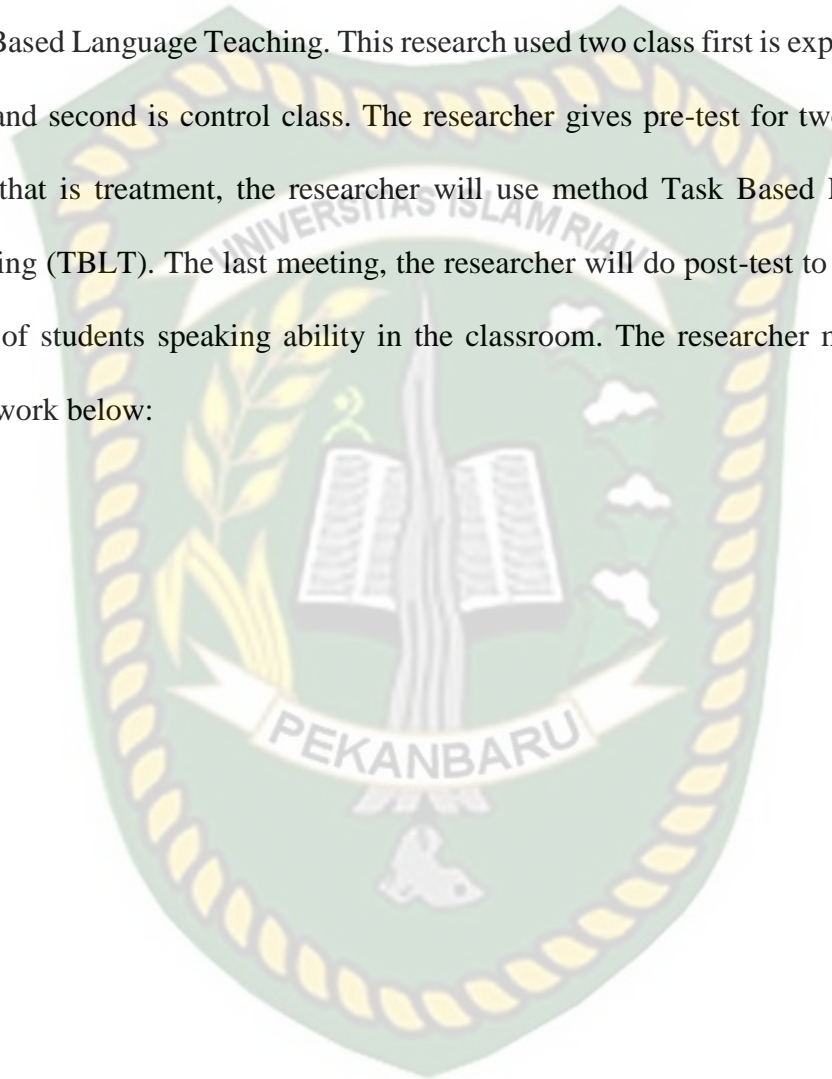 Based Language Teaching. This research used two class first is exp
and second is control class. The researcher gives pre-test for two
that is treatment, the researcher will use method Task Based
ing (TBLT). The last meeting, the researcher will do post-test to
of students speaking ability in the classroom. The researcher
work below:
UNIVERSITAS ISLAM RIAU
PEKANBARU